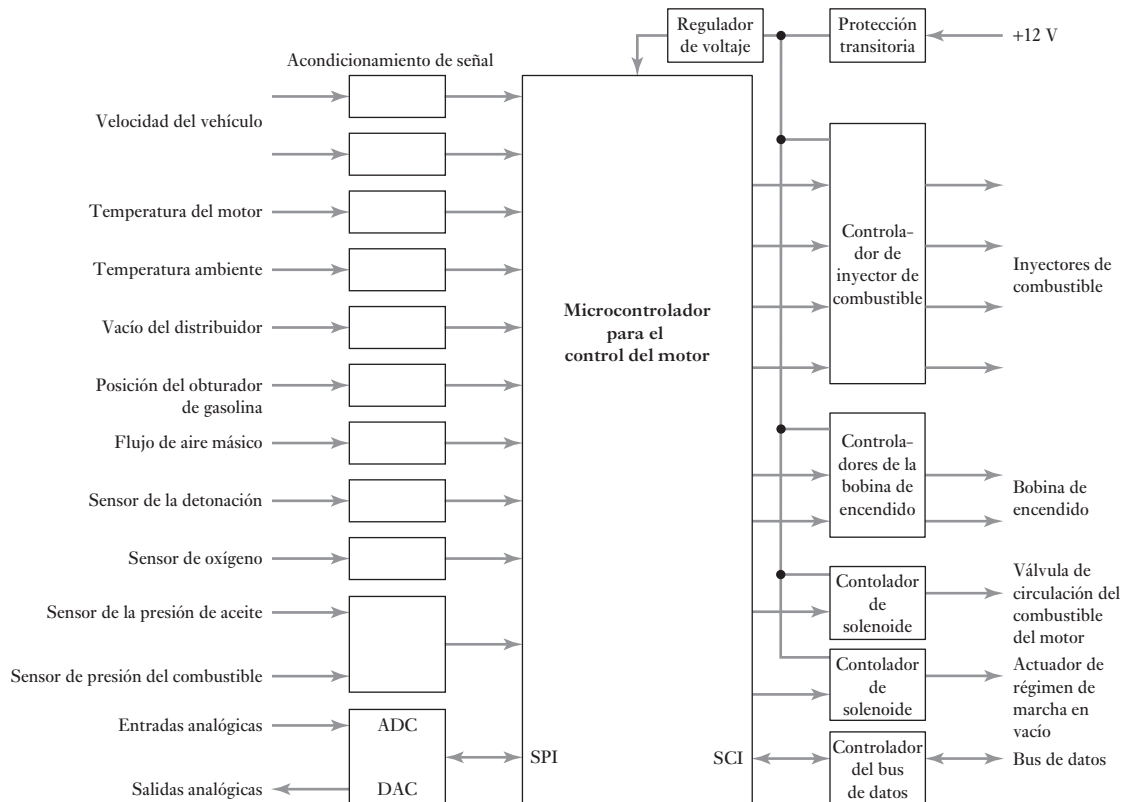 Regulador
de voltaje
Protección
transitoria
+12 V
Acondicionamiento de señal
Velocidad del vehículo
Temperatura del motor
Temperatura ambiente
Vacío del distribuidor
Posición del obturador
de gasolina
Flujo de aire másico
Sensor de la detonación
Sensor de oxígeno
Sensor de la presión de aceite
Sensor de presión del combustible
Entradas analógicas
ADC
Salidas analógicas
DAC
Microcontrolador
para el
control del motor
SPI
SCI
Controla-
dor de
inyector de
combustible
Inyectores de
combustible
Controla-
dores de la
bobina de
encendido
Bobina de
encendido
Contolador
de
solenoide
Válvula de
circulación del
combustible
del motor
Contolador
de
solenoide
Actuador de
régimen de
marcha en
vacío
Controlador
del bus
de datos
Bus de datos